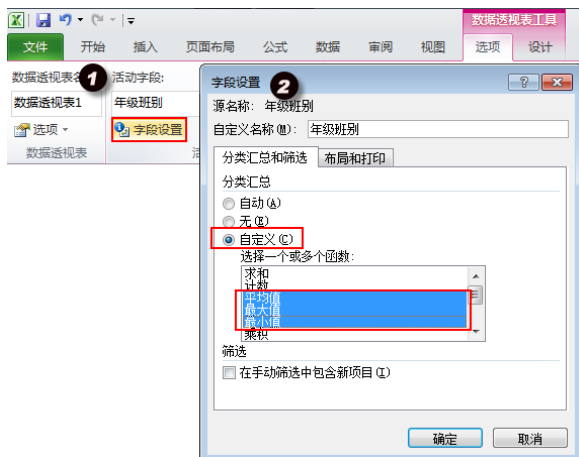 数据透视表工具
文件 开始 插入 页面布局 公式 数据 审阅 视图 选项 设计
数据透视表名 1 活动字段:
数据透视表1 年级班别
选项 字段设置
数据透视表 活
字段设置 2
源名称: 年级班别
自定义名称(M): 年级班别
分类汇总和筛选 布局和打印
分类汇总
自动(A)
无(E)
自定义(C)
选择一个或多个函数:
求和
计数
平均值
最大值
最小值
乘积
筛选
在手动筛选中包含新项目(I)
确定 取消